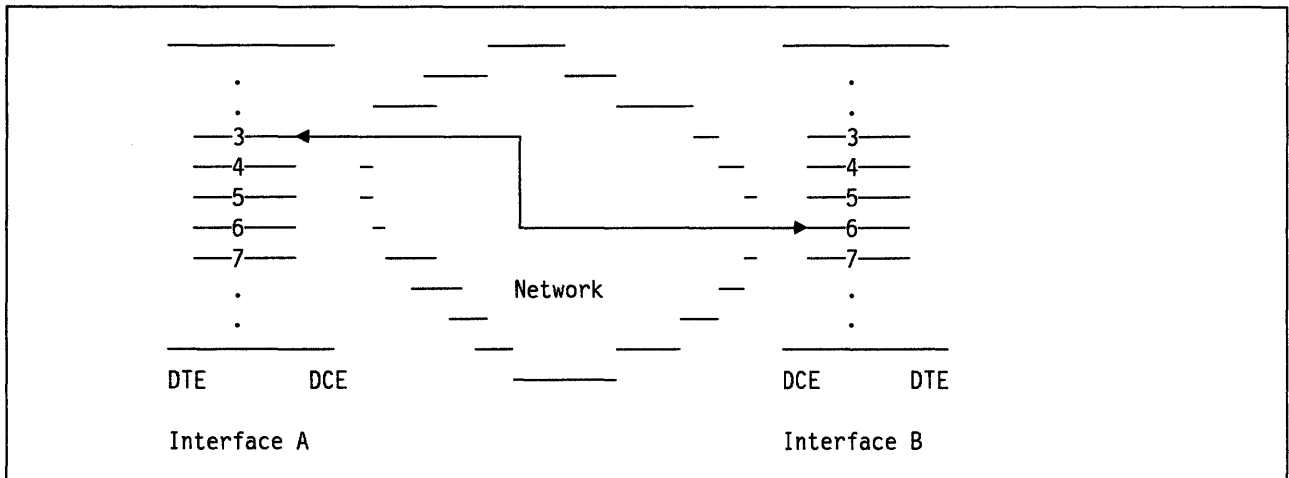 3 3
4 4
5 5
6 6
7 7
Network
DTE DCE DCE DTE
Interface A Interface B